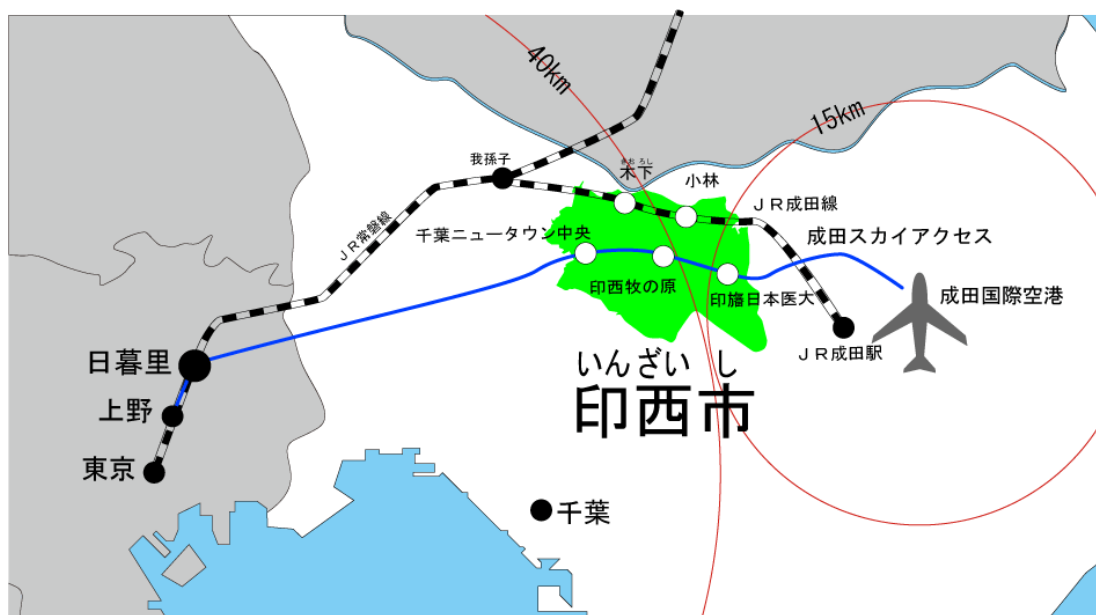 40km
15km
我孫子
きおろし
木下
小林
JR成田線
JR常磐線
千葉ニュータウン中央
成田スカイアクセス
印西牧の原
印旛日本医大
成田国際空港
JR成田駅
日暮里
いんざいし
印西市
上野
東京
千葉